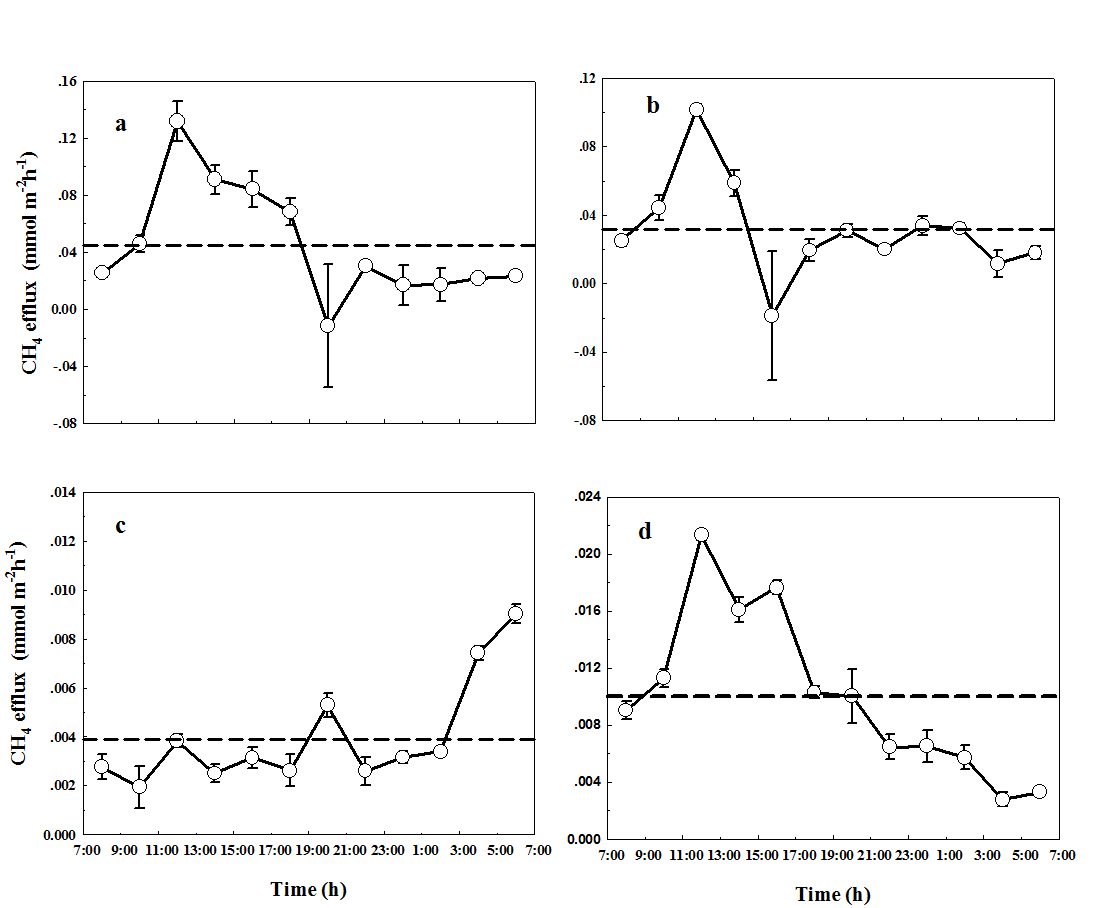 a
.16
.12
.08
.04
0.00
-.04
-.08
CH4 efflux (mmol m-2h-1)
b
.12
.08
.04
0.00
-.04
-.08
c
.014
.012
.010
.008
.006
.004
.002
0.000
CH4 efflux (mmol m-2h-1)
7:00 9:00 11:00 13:00 15:00 17:00 19:00 21:00 23:00 1:00 3:00 5:00 7:00
Time (h)
d
.024
.020
.016
.012
.008
.004
0.000
7:00 9:00 11:00 13:00 15:00 17:00 19:00 21:00 23:00 1:00 3:00 5:00 7:00
Time (h)